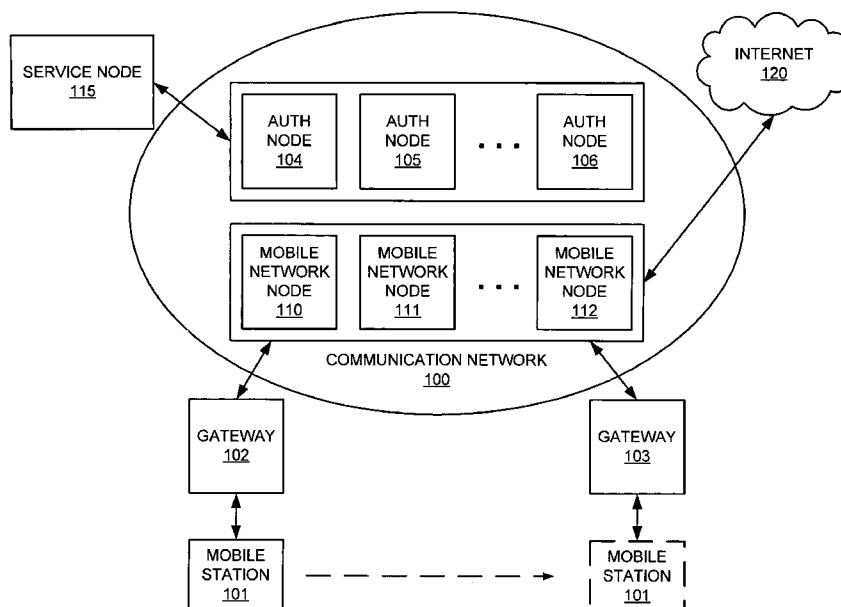 SERVICE NODE
115
INTERNET
120
AUTH
NODE
104
AUTH
NODE
105
. . .
AUTH
NODE
106
MOBILE
NETWORK
NODE
110
MOBILE
NETWORK
NODE
111
. . .
MOBILE
NETWORK
NODE
112
COMMUNICATION NETWORK
100
GATEWAY
102
GATEWAY
103
MOBILE
STATION
101
MOBILE
STATION
101